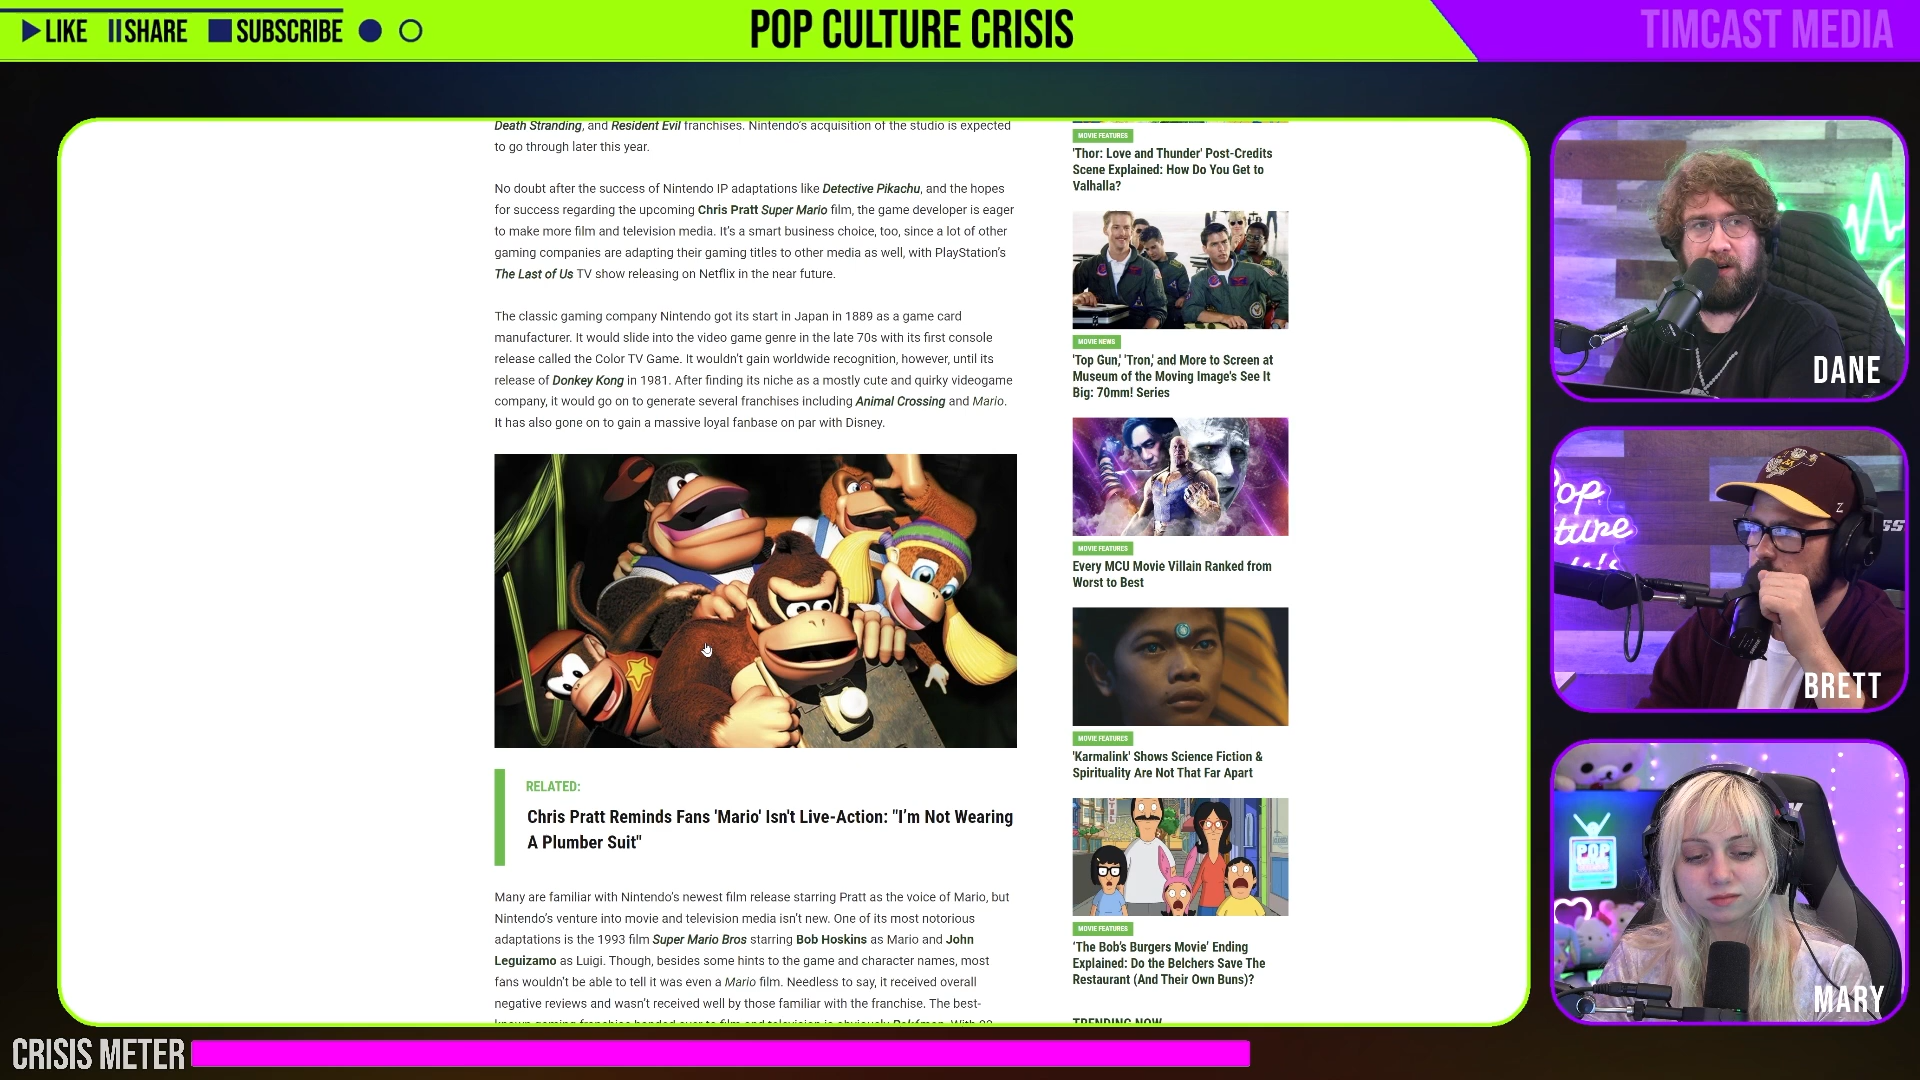 LIKE SHARE SUBSCRIBE
POP CULTURE CRISIS
TIMCAST MEDIA
Death Stranding, and Resident Evil franchises. Nintendo's acquisition of the studio is expected
to go through later this year.
No doubt after the success of Nintendo IP adaptations like Detective Pikachu, and the hopes
for success regarding the upcoming Chris Pratt Super Mario film, the game developer is eager
to make more film and television media. It's a smart business choice, too, since a lot of other
gaming companies are adapting their gaming titles to other media as well, with PlayStation's
The Last of Us TV show releasing on Netflix in the near future.
The classic gaming company Nintendo got its start in Japan in 1889 as a game card
manufacturer. It would slide into the video game genre in the late 70s with its first console
release called the Color TV Game. It wouldn't gain worldwide recognition, however, until its
release of Donkey Kong in 1981. After finding its niche as a mostly cute and quirky videogame
company, it would go on to generate several franchises including Animal Crossing and Mario.
It has also gone on to gain a massive loyal fanbase on par with Disney.
RELATED:
Chris Pratt Reminds Fans 'Mario' Isn't Live-Action: "I'm Not Wearing
A Plumber Suit"
Many are familiar with Nintendo's newest film release starring Pratt as the voice of Mario, but
Nintendo's venture into movie and television media isn't new. One of its most notorious
adaptations is the 1993 film Super Mario Bros starring Bob Hoskins as Mario and John
Leguizamo as Luigi. Though, besides some hints to the game and character names, most
fans wouldn't be able to tell it was even a Mario film. Needless to say, it received overall
negative reviews and wasn't received well by those familiar with the franchise. The best-
MOVIE FEATURES
'Thor: Love and Thunder' Post-Credits
Scene Explained: How Do You Get to
Valhalla?
MOVIE NEWS
'Top Gun,' 'Tron,' and More to Screen at
Museum of the Moving Image's See It
Big: 70mm! Series
MOVIE FEATURES
Every MCU Movie Villain Ranked from
Worst to Best
MOVIE FEATURES
'Karmalink' Shows Science Fiction &
Spirituality Are Not That Far Apart
MOVIE FEATURES
'The Bob's Burgers Movie' Ending
Explained: Do the Belchers Save The
Restaurant (And Their Own Buns)?
TRENDING NOW
DANE
BRETT
POP
MARY
CRISIS METER